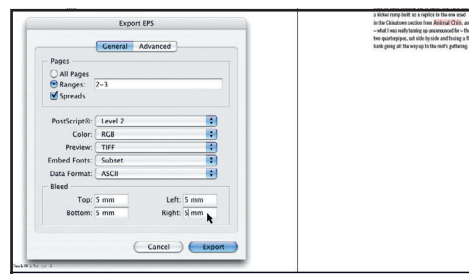 Export EPS
General Advanced
Pages
All Pages
Ranges: 2-3
Spreads
PostScript®: Level 2
Color: RGB
Preview: TIFF
Embed Fonts: Subset
Data Format: ASCII
Bleed
Top: 5 mm Left: 5 mm
Bottom: 5 mm Right: 5 mm
Cancel Export
a kicker ramp built as a replica to the one used
in the Chinatown section from Animal Chin, an
– what I was really turning up unannounced for – the
two quarterpipes, set side by side and facing a fl
bank going all the way up to the roof's guttering.